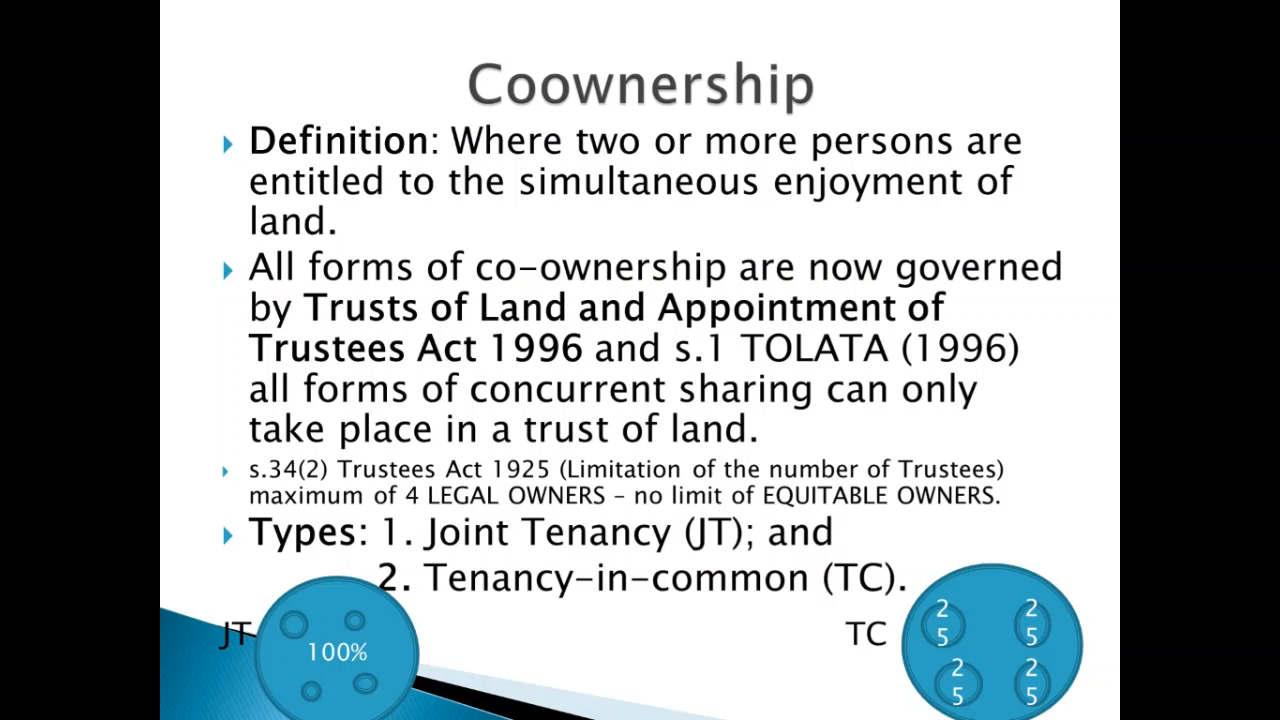 Coownership
Definition: Where two or more persons are
entitled to the simultaneous enjoyment of
land.
All forms of co-ownership are now governed
by Trusts of Land and Appointment of
Trustees Act 1996 and s.1 TOLATA (1996)
all forms of concurrent sharing can only
take place in a trust of land.
s.34(2) Trustees Act 1925 (Limitation of the number of Trustees)
maximum of 4 LEGAL OWNERS – no limit of EQUITABLE OWNERS.
Types: 1. Joint Tenancy (JT); and
2. Tenancy-in-common (TC).
JT
100%
TC
25
25
25
25